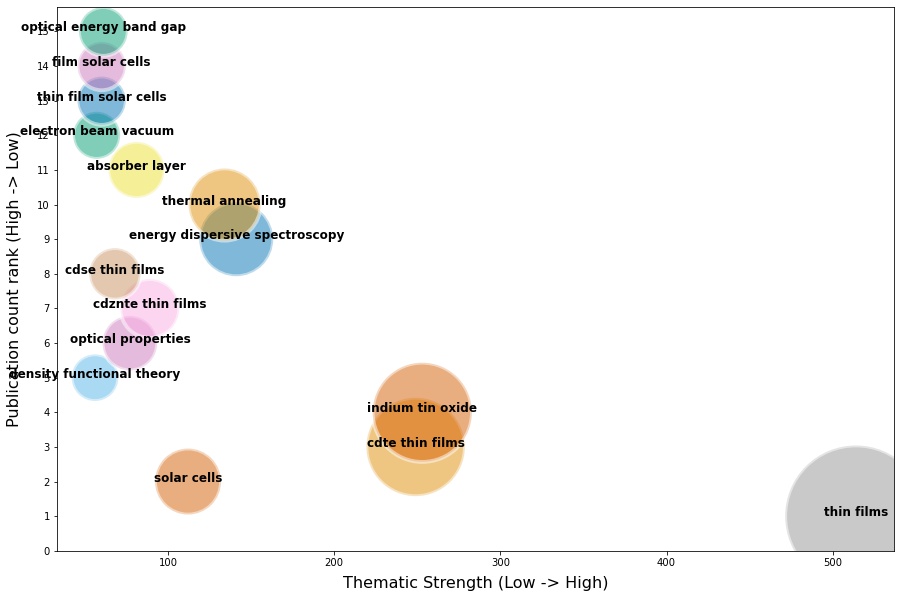 optical energy band gap
15
film solar cells
14
thin film solar cells
13
electron beam vacuum
12
absorber layer
11
thermal annealing
10
energy dispersive spectroscopy
9
cdse thin films
8
cdznte thin films
7
optical properties
6
density functional theory
5
indium tin oxide
4
cdte thin films
3
solar cells
2
thin films
1
0
Publication count rank (High -> Low)
100 200 300 400 500
Thematic Strength (Low -> High)